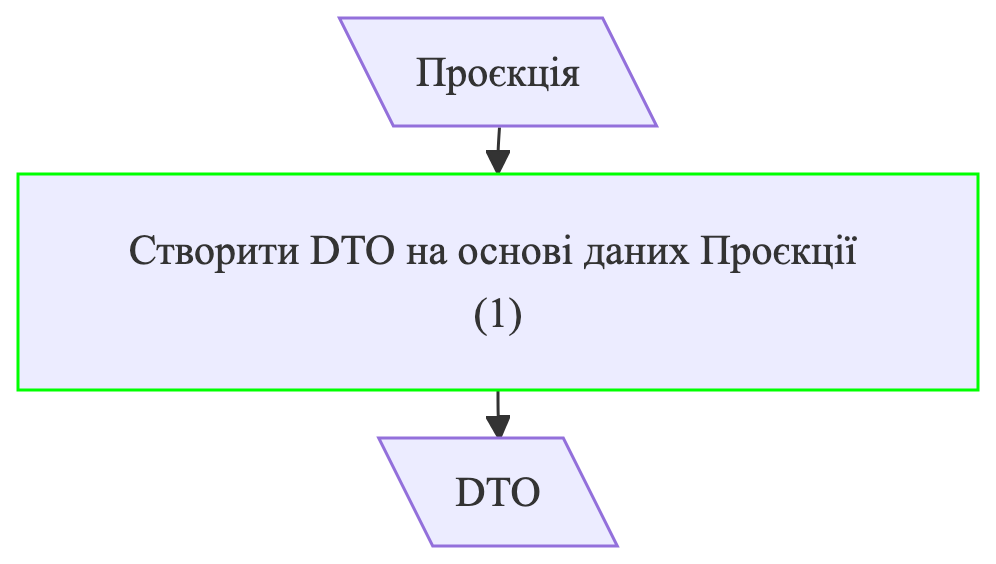 Проєкція
Створити DTO на основі даних Проєкції
(1)
DTO